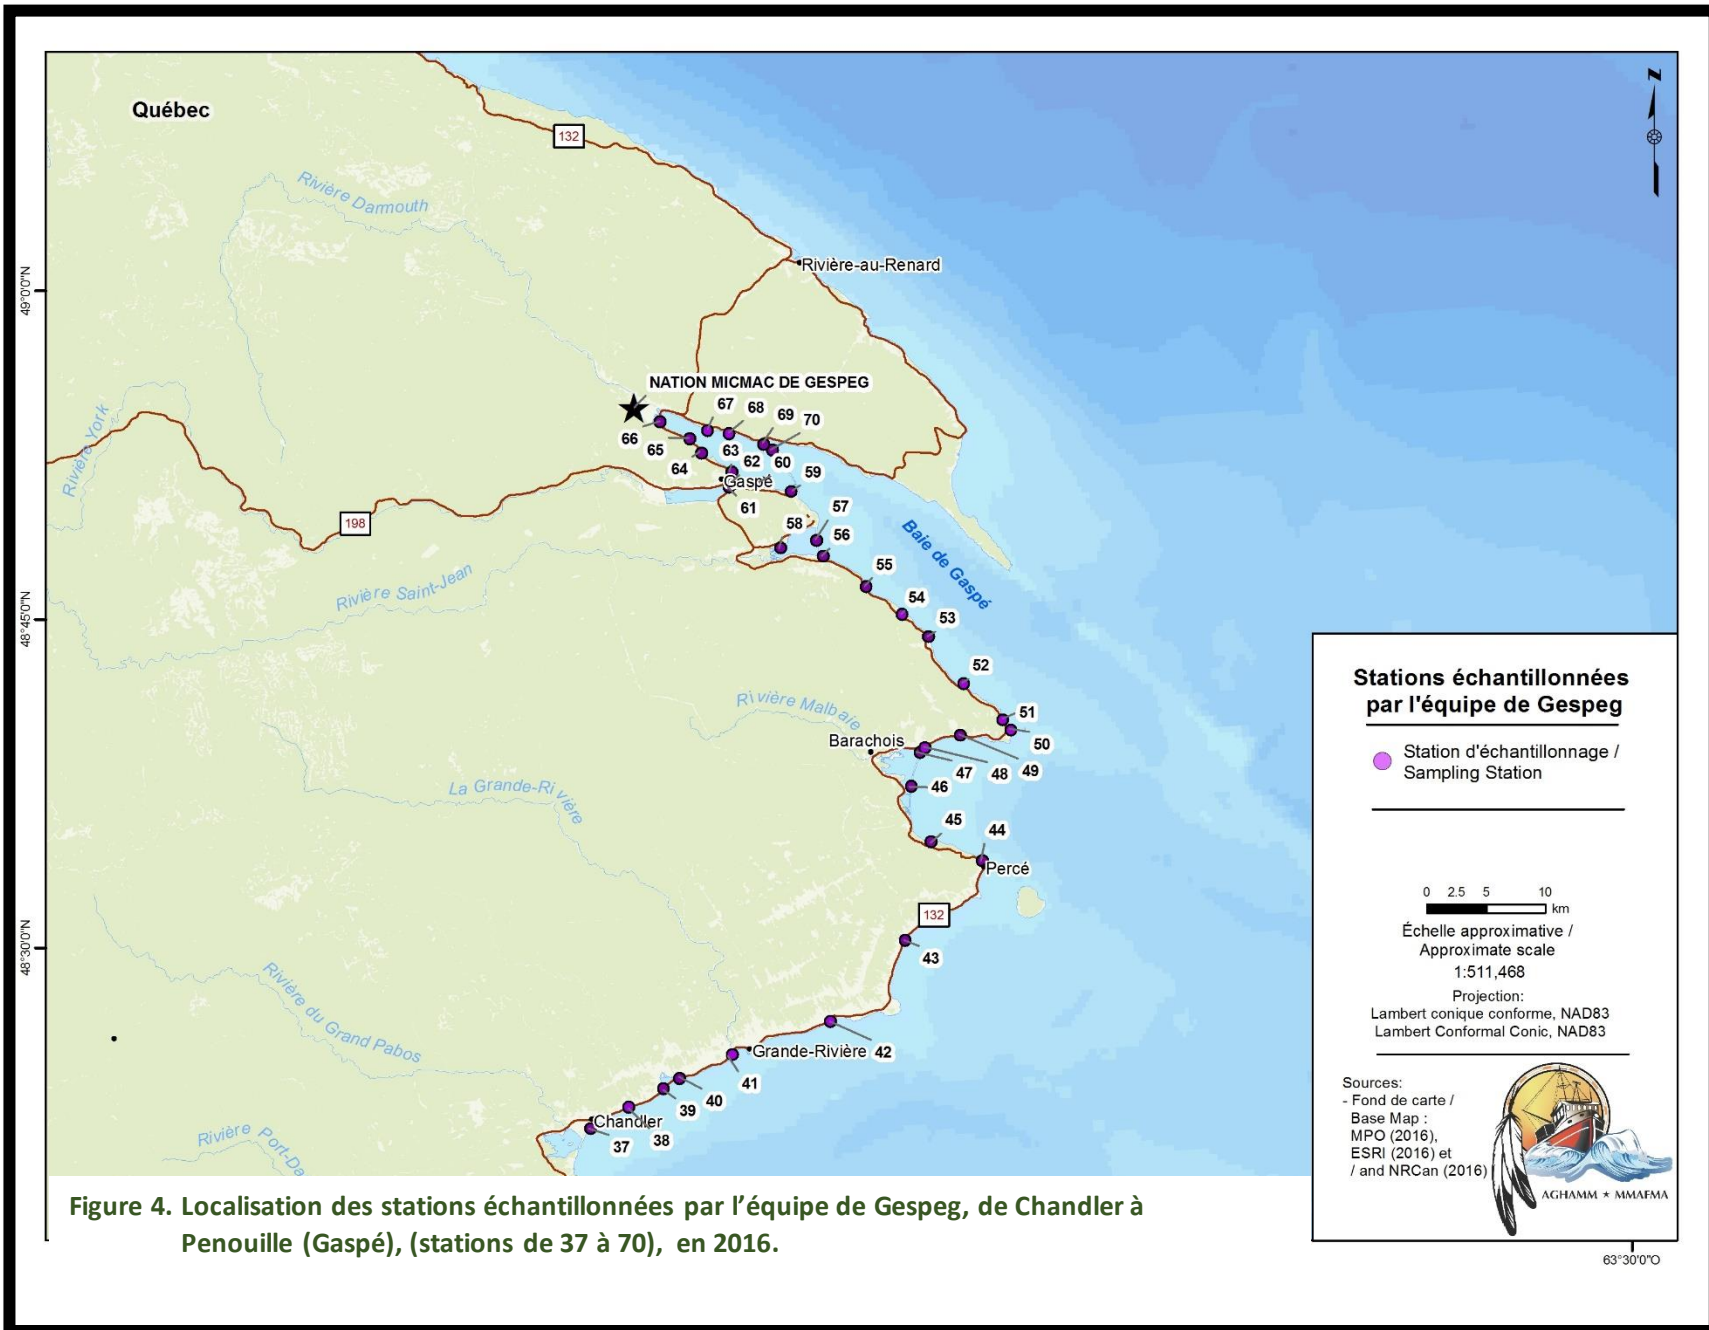 Québec
132
Rivière Darmouth
Rivière-au-Renard
49°0'0"N
NATION MICMAC DE GESPEG
67
68
69
70
66
65
64
63
62
60
59
Gaspé
61
Rivière York
198
58
57
56
Baie de Gaspé
55
54
53
Rivière Saint-Jean
48°45'0"N
52
51
50
49
48
47
Rivière Malbaie
Barachois
46
45
44
Percé
La Grande-Rivière
132
43
48°30'0"N
Rivière du Grand Pabos
42
Grande-Rivière
41
40
39
38
Chandler
37
Rivière Port-Da
Stations échantillonnées
par l'équipe de Gespeg
Station d'échantillonnage /
Sampling Station
0 2.5 5 10
km
Échelle approximative /
Approximate scale
1:511,468
Projection:
Lambert conique conforme, NAD83
Lambert Conformal Conic, NAD83
Sources:
- Fond de carte /
Base Map :
MPO (2016),
ESRI (2016) et
/ and NRCan (2016)
AGHAMM ★ MMAFMA
63°30'0"O
Figure 4. Localisation des stations échantillonnées par l’équipe de Gespeg, de Chandler à
Penouille (Gaspé), (stations de 37 à 70), en 2016.
z